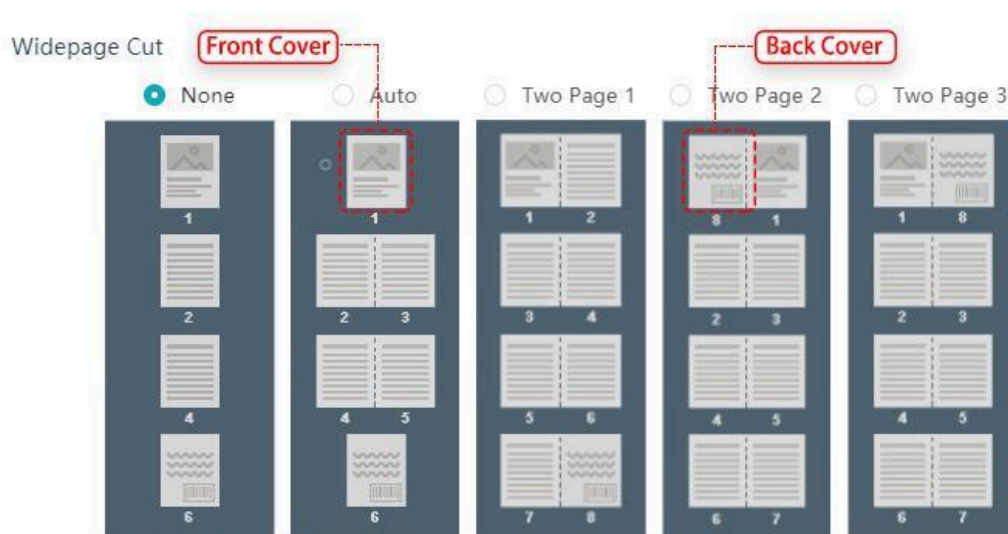 Widepage Cut
Front Cover
Back Cover
None
Auto
Two Page 1
Two Page 2
Two Page 3
1
1
1 2
8 1
1 8
2
2 3
3 4
2 3
2 3
4
4 5
5 6
4 5
4 5
6
6
7 8
6 7
6 7